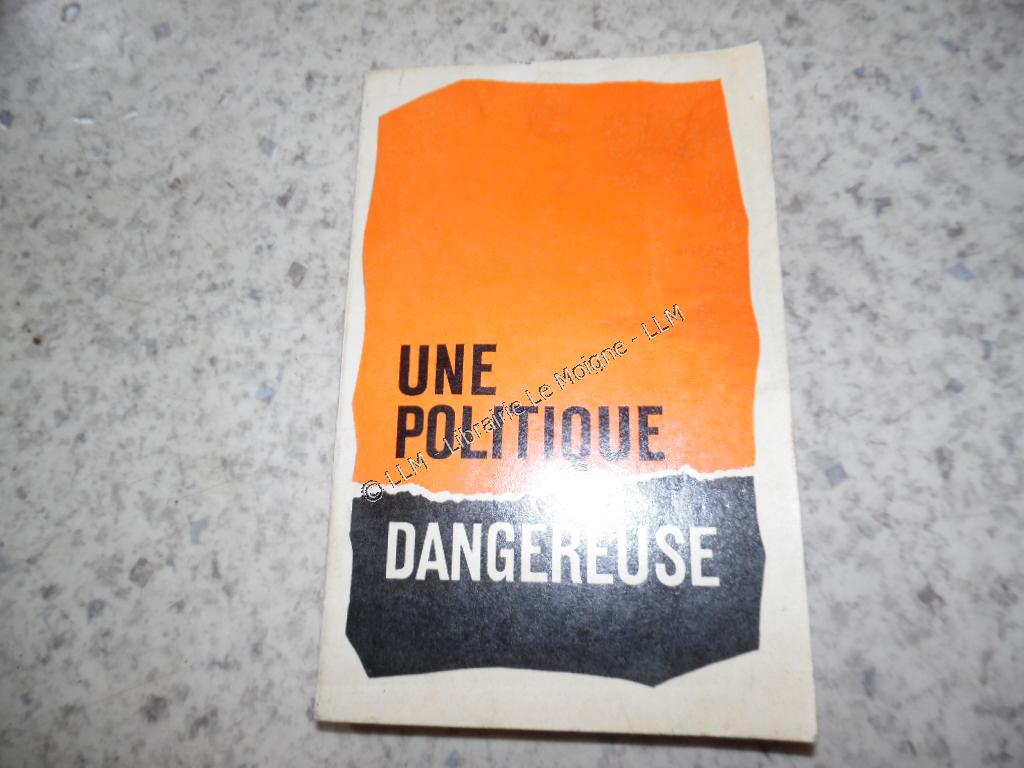 UNE
POLITIQUE
DANGEREUSE
© LLM - Librairie Le Moigne - LLM